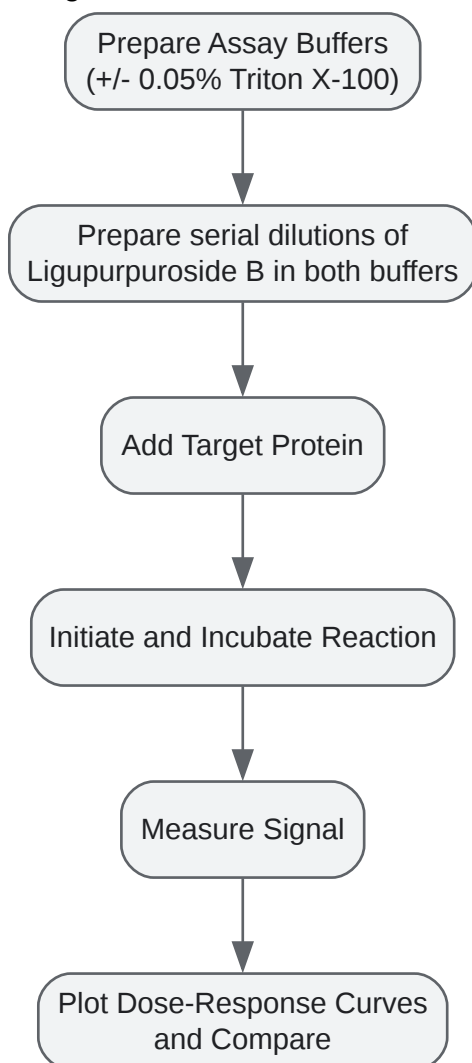 Prepare Assay Buffers
(+/- 0.05% Triton X-100)
Prepare serial dilutions of
Ligupurpuroside B in both buffers
Add Target Protein
Initiate and Incubate Reaction
Measure Signal
Plot Dose-Response Curves
and Compare